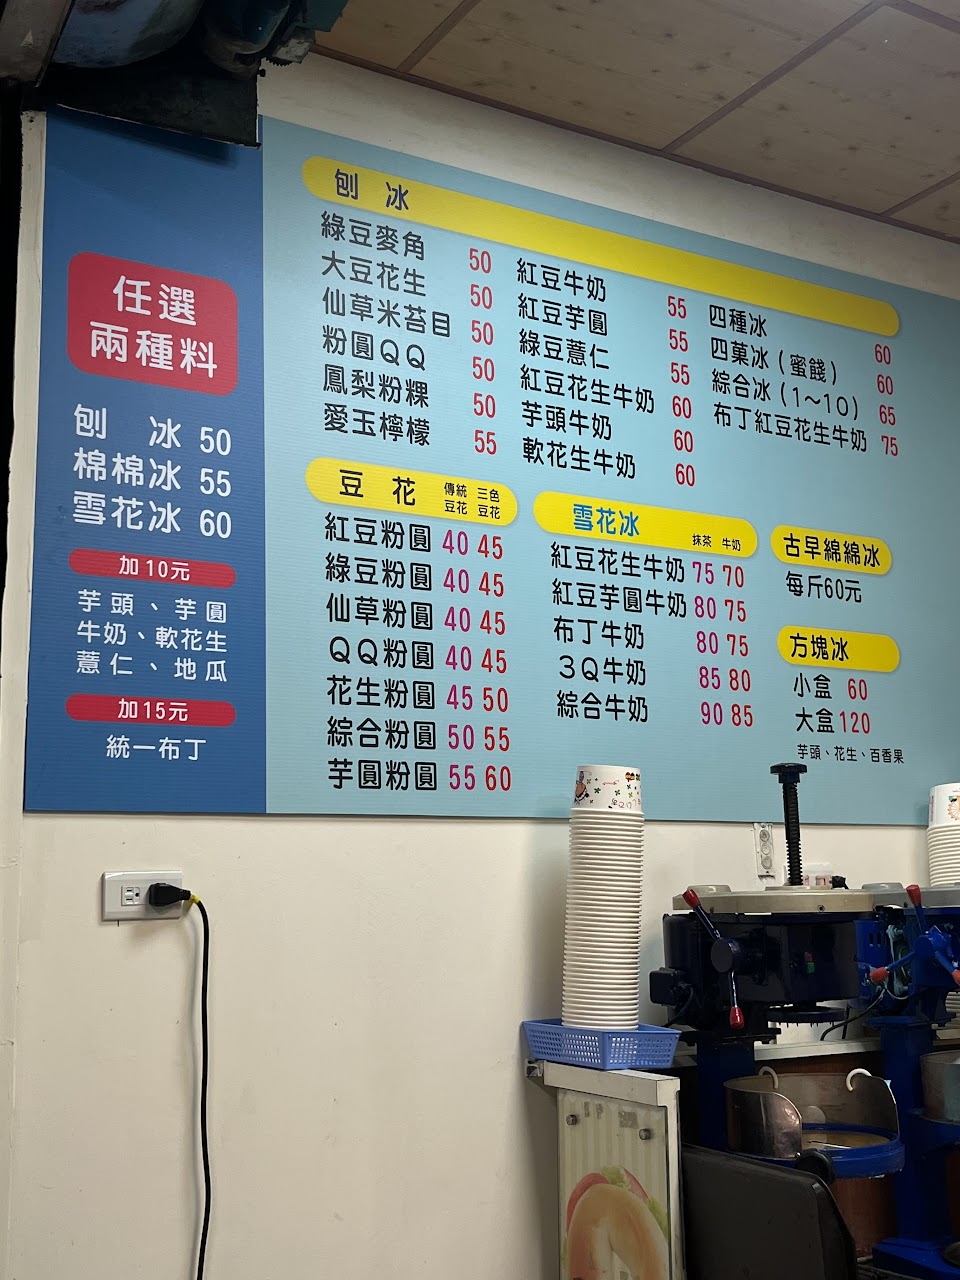 任選
兩種料
刨 冰 50
棉棉冰 55
雪花冰 60
加10元
芋頭、芋圓
牛奶、軟花生
薏仁、地瓜
加15元
統一布丁
刨 冰
綠豆麥角 50
大豆花生 50
仙草米苔目 50
粉圓QQ 50
鳳梨粉粿 50
愛玉檸檬 55
紅豆牛奶 55
紅豆芋圓 55
綠豆薏仁 55
紅豆花生牛奶 60
芋頭牛奶 60
軟花生牛奶 60
四種冰 60
四菓冰(蜜餞) 60
綜合冰(1～10) 65
布丁紅豆花生牛奶 75
豆 花 傳統豆花 三色豆花
紅豆粉圓 40 45
綠豆粉圓 40 45
仙草粉圓 40 45
QQ粉圓 40 45
花生粉圓 45 50
綜合粉圓 50 55
芋圓粉圓 55 60
雪花冰 抹茶 牛奶
紅豆花生牛奶 75 70
紅豆芋圓牛奶 80 75
布丁牛奶 80 75
3Q牛奶 85 80
綜合牛奶 90 85
古早綿綿冰
每斤60元
方塊冰
小盒 60
大盒 120
芋頭、花生、百香果